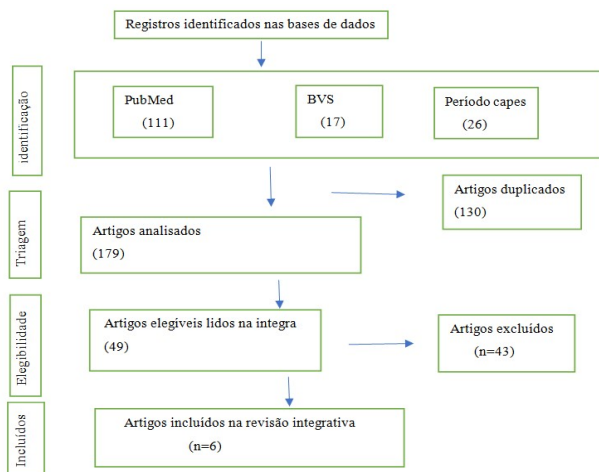 Registros identificados nas bases de dados
identificação
PubMed
(111)
BVS
(17)
Período capes
(26)
Artigos duplicados
(130)
Triagem
Artigos analisados
(179)
Elegibilidade
Artigos elegiveis lidos na integra
(49)
Artigos excluídos
(n=43)
Incluídos
Artigos incluídos na revisão integrativa
(n=6)